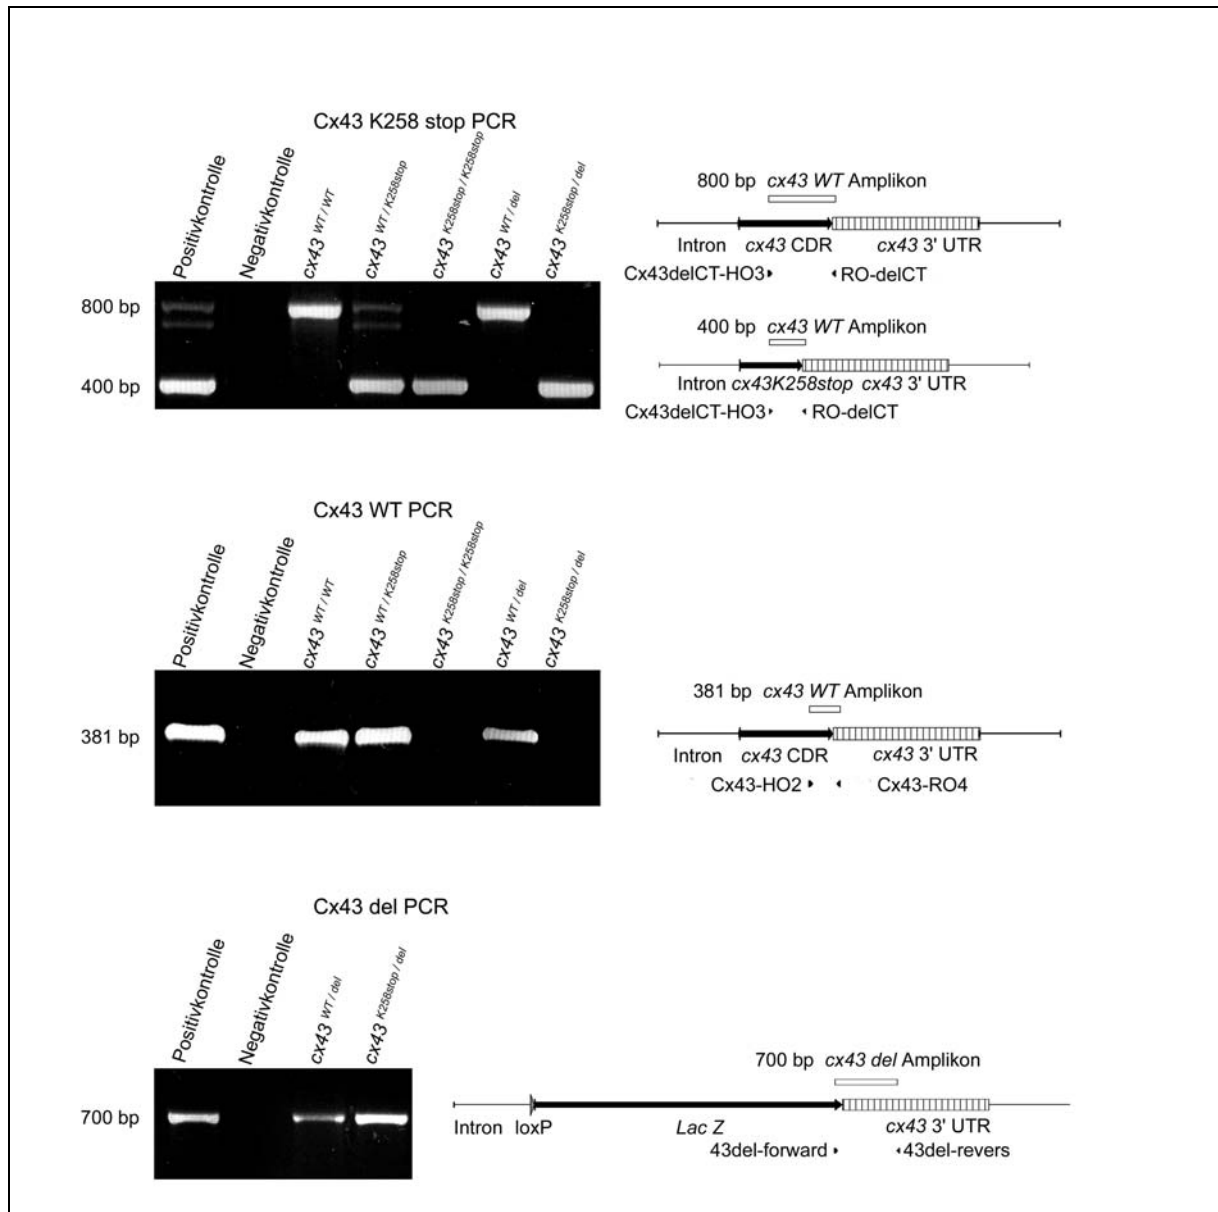 Cx43 K258 stop PCR
Positivkontrolle
Negativkontrolle
cx43 WT / WT
cx43 WT / K258stop
cx43 K258stop / K258stop
cx43 WT / del
cx43 K258stop / del
800 bp
400 bp
800 bp cx43 WT Amplikon
Intron cx43 CDR cx43 3' UTR
Cx43delCT-HO3 RO-delCT
400 bp cx43 WT Amplikon
Intron cx43K258stop cx43 3' UTR
Cx43delCT-HO3 RO-delCT
Cx43 WT PCR
Positivkontrolle
Negativkontrolle
cx43 WT / WT
cx43 WT / K258stop
cx43 K258stop / K258stop
cx43 WT / del
cx43 K258stop / del
381 bp
381 bp cx43 WT Amplikon
Intron cx43 CDR cx43 3' UTR
Cx43-HO2 Cx43-RO4
Cx43 del PCR
Positivkontrolle
Negativkontrolle
cx43 WT / del
cx43 K258stop / del
700 bp
700 bp cx43 del Amplikon
Intron loxP Lac Z cx43 3' UTR
43del-forward 43del-revers